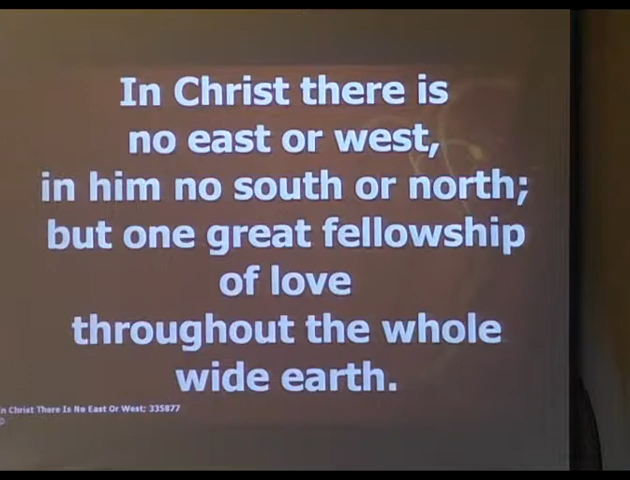 In Christ there is
no east or west,
in him no south or north;
but one great fellowship
of love
throughout the whole
wide earth.
n Christ There Is No East Or West; 335877